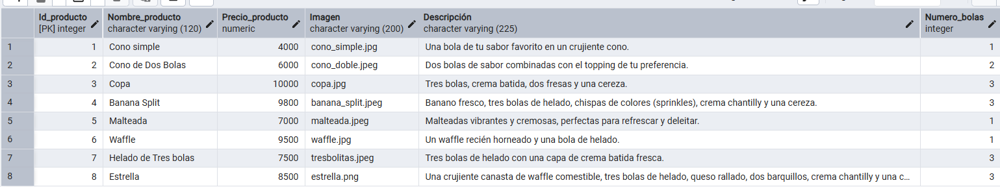 Id_producto Nombre_producto Precio_producto Imagen Descripción Numero_bolas
[PK] integer character varying (120) numeric character varying (200) character varying (225) integer
1 1 Cono simple 4000 cono_simple.jpg Una bola de tu sabor favorito en un crujiente cono. 1
2 2 Cono de Dos Bolas 6000 cono_doble.jpeg Dos bolas de sabor combinadas con el topping de tu preferencia. 2
3 3 Copa 10000 copa.jpg Tres bolas, crema batida, dos fresas y una cereza. 3
4 4 Banana Split 9800 banana_split.jpeg Banano fresco, tres bolas de helado, chispas de colores (sprinkles), crema chantilly y una cereza. 3
5 5 Malteada 7000 malteada.jpeg Malteadas vibrantes y cremosas, perfectas para refrescar y deleitar. 1
6 6 Waffle 9500 waffle.jpg Un waffle recién horneado y una bola de helado. 1
7 7 Helado de Tres bolas 7500 tresbolitas.jpeg Tres bolas de helado con una capa de crema batida fresca. 3
8 8 Estrella 8500 estrella.png Una crujiente canasta de waffle comestible, tres bolas de helado, queso rallado, dos barquillos, crema chantilly y una c... 3